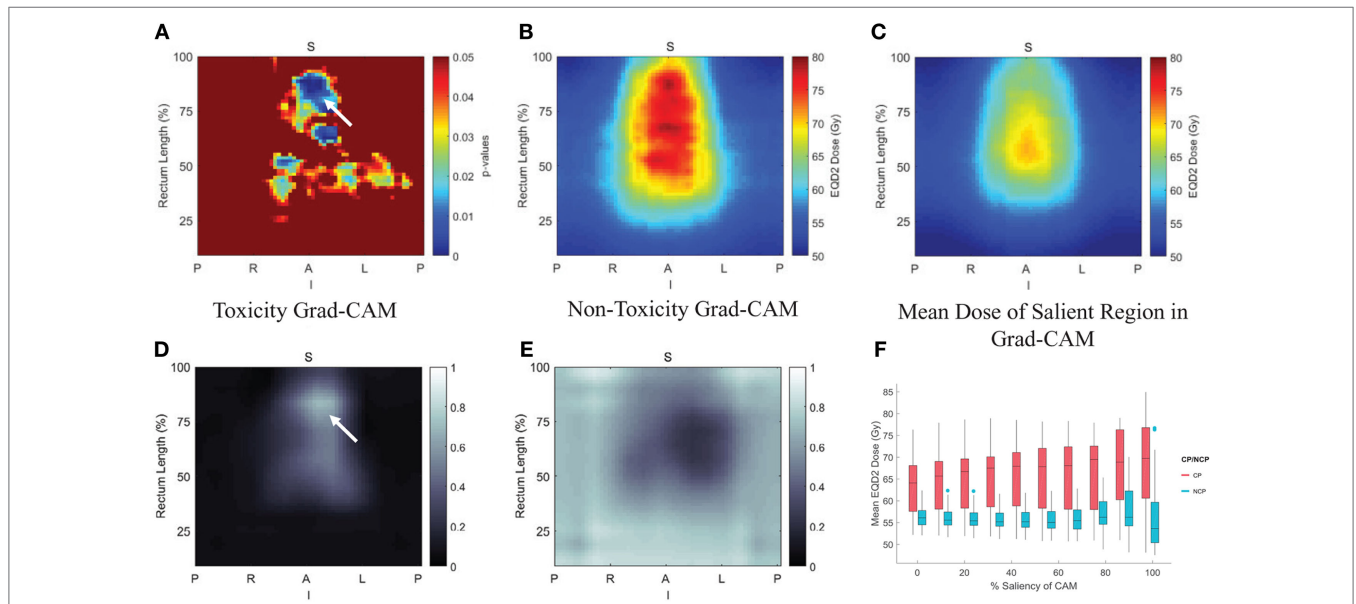 A
B
C
S
S
S
100
75
50
25
Rectum Length (%)
P R A L P
I
0.05
0.04
0.03
0.02
0.01
0
p-values
100
75
50
25
Rectum Length (%)
P R A L P
I
80
75
70
65
60
55
50
EQD2 Dose (Gy)
100
75
50
25
Rectum Length (%)
P R A L P
I
80
75
70
65
60
55
50
EQD2 Dose (Gy)
Toxicity Grad-CAM
Non-Toxicity Grad-CAM
Mean Dose of Salient Region in
Grad-CAM
D
E
F
S
S
100
75
50
25
Rectum Length (%)
P R A L P
I
1
0.8
0.6
0.4
0.2
0
100
75
50
25
Rectum Length (%)
P R A L P
I
1
0.8
0.6
0.4
0.2
0
85
80
75
70
65
60
55
50
Mean EQD2 Dose (Gy)
0 20 40 60 80 100
% Saliency of CAM
CP/NCP
CP
NCP